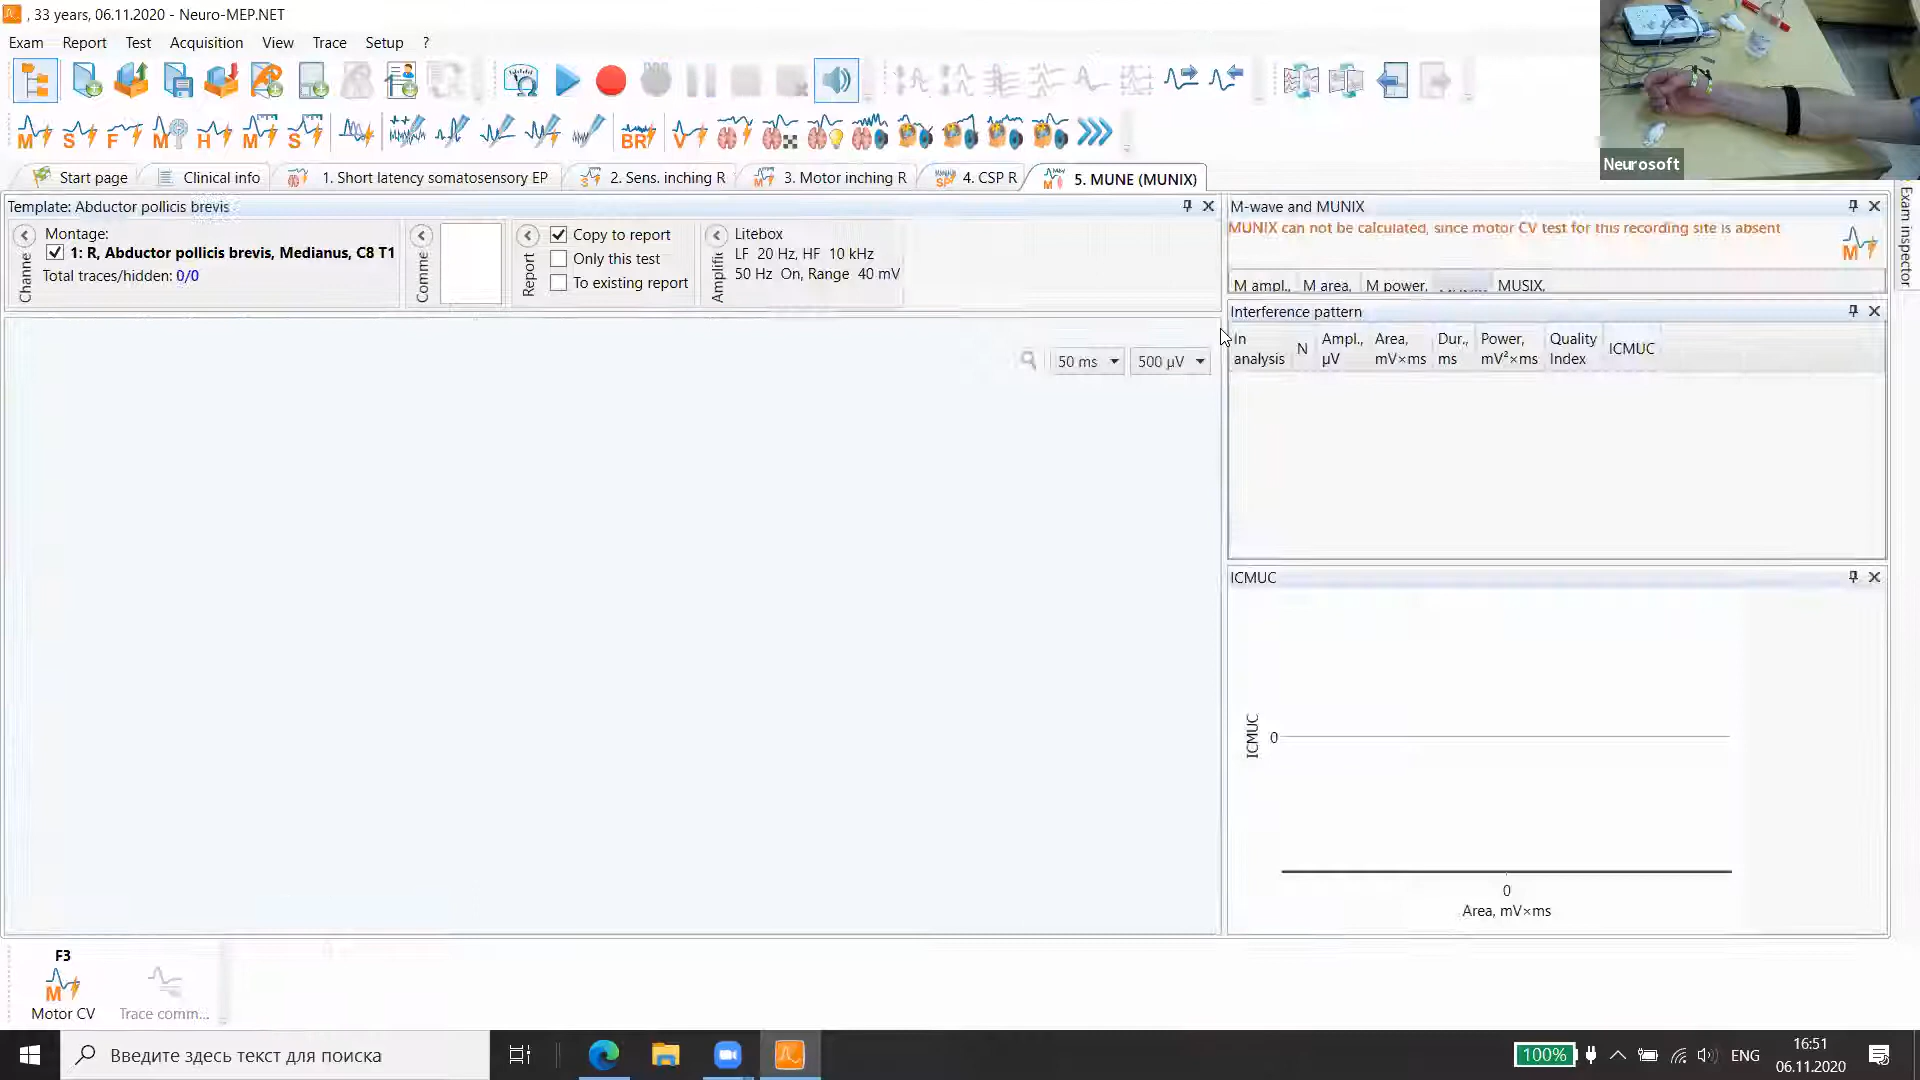 , 33 years, 06.11.2020 - Neuro-MEP.NET
Exam Report Test Acquisition View Trace Setup ?
Neurosoft
Start page
Clinical info
1. Short latency somatosensory EP
2. Sens. inching R
3. Motor inching R
4. CSP R
5. MUNE (MUNIX)
Exam inspector
Template: Abductor pollicis brevis
Channe
Montage:
1: R, Abductor pollicis brevis, Medianus, C8 T1
Total traces/hidden: 0/0
Comme
Report
Copy to report
Only this test
To existing report
Amplifi
Litebox
LF 20 Hz, HF 10 kHz
50 Hz On, Range 40 mV
50 ms
500 µV
M-wave and MUNIX
MUNIX can not be calculated, since motor CV test for this recording site is absent
M ampl., M area, M power, MUSIX,
Interference pattern
In analysis
N
Ampl., µV
Area, mV×ms
Dur., ms
Power, mV²×ms
Quality Index
ICMUC
ICMUC
ICMUC
0
0
Area, mV×ms
F3
Motor CV
Trace comm...
Введите здесь текст для поиска
100%
ENG
16:51
06.11.2020